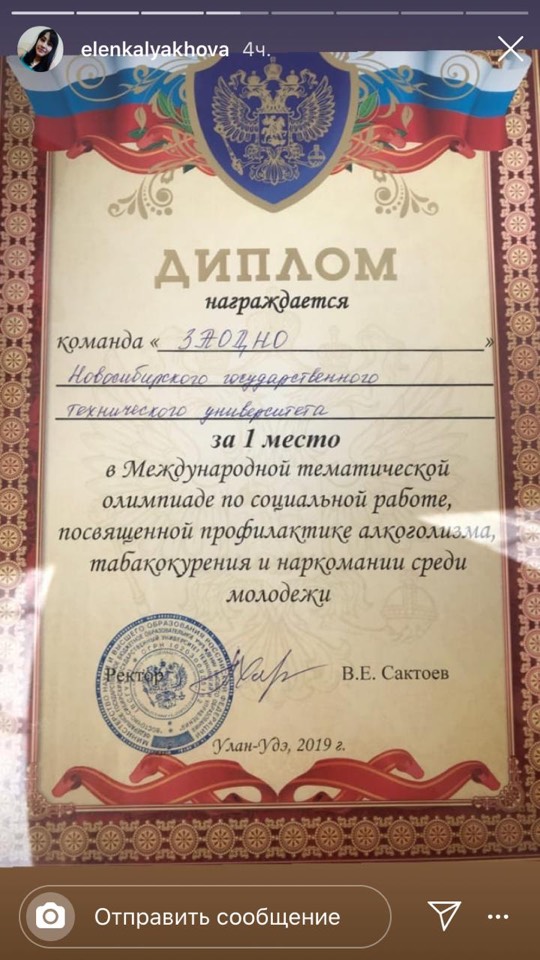 elenkalyakhova 4ч.
ДИПЛОМ
награждается
команда « ЗАОДНО »
Новосибирского государственного
технического университета
за 1 место
в Международной тематической
олимпиаде по социальной работе,
посвященной профилактике алкоголизма,
табакокурения и наркомании среди
молодежи
Ректор В.Е. Сактоев
Улан-Удэ, 2019 г.
Отправить сообщение